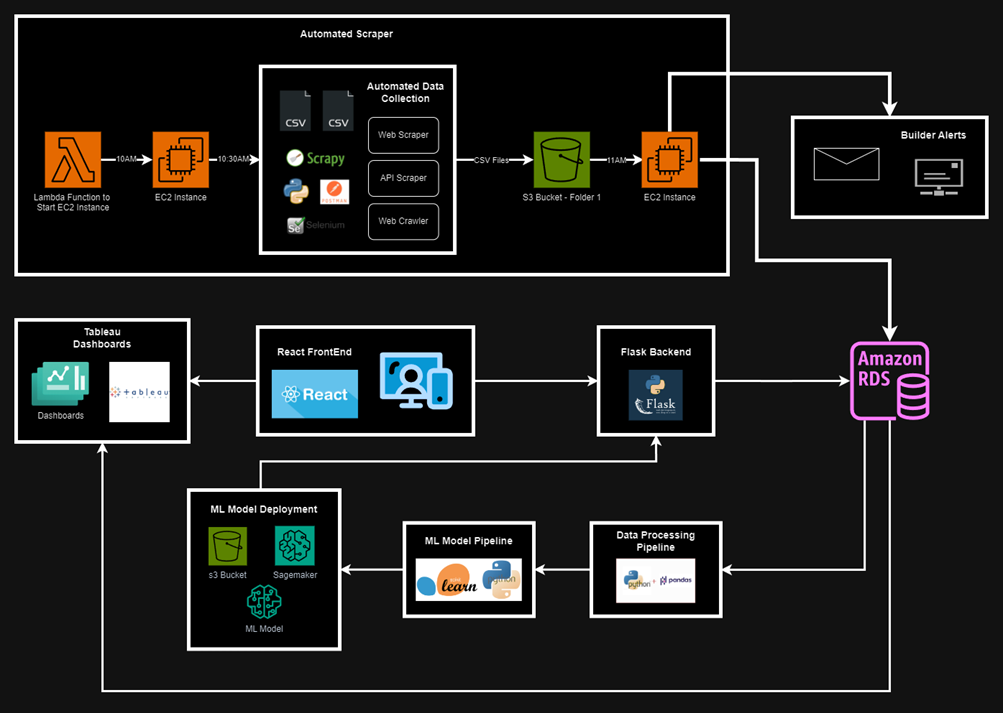 Automated Scraper
Automated Data
Collection
CSV
CSV
Web Scraper
Scrapy
API Scraper
POSTMAN
Web Crawler
Se
Selenium
10AM
10:30AM
CSV Files
11AM
Lambda Function to
Start EC2 Instance
EC2 Instance
S3 Bucket - Folder 1
EC2 Instance
Builder Alerts
Tableau
Dashboards
Dashboards
+ableau
React FrontEnd
React
Flask Backend
Flask
Amazon
RDS
ML Model Deployment
s3 Bucket
Sagemaker
ML Model
ML Model Pipeline
learn
python
Data Processing
Pipeline
python + pandas